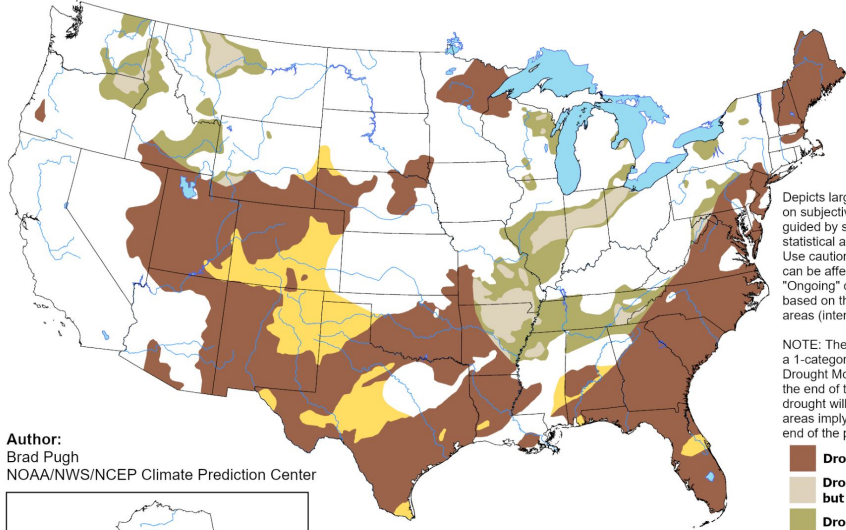 Depicts larg
on subjectiv
guided by s
statistical a
Use caution
can be affe
"Ongoing" d
based on th
areas (inter
NOTE: The
a 1-category
Drought Mo
the end of t
drought will
areas imply
end of the p
Author:
Brad Pugh
NOAA/NWS/NCEP Climate Prediction Center
Dro
Dro
but
Dro